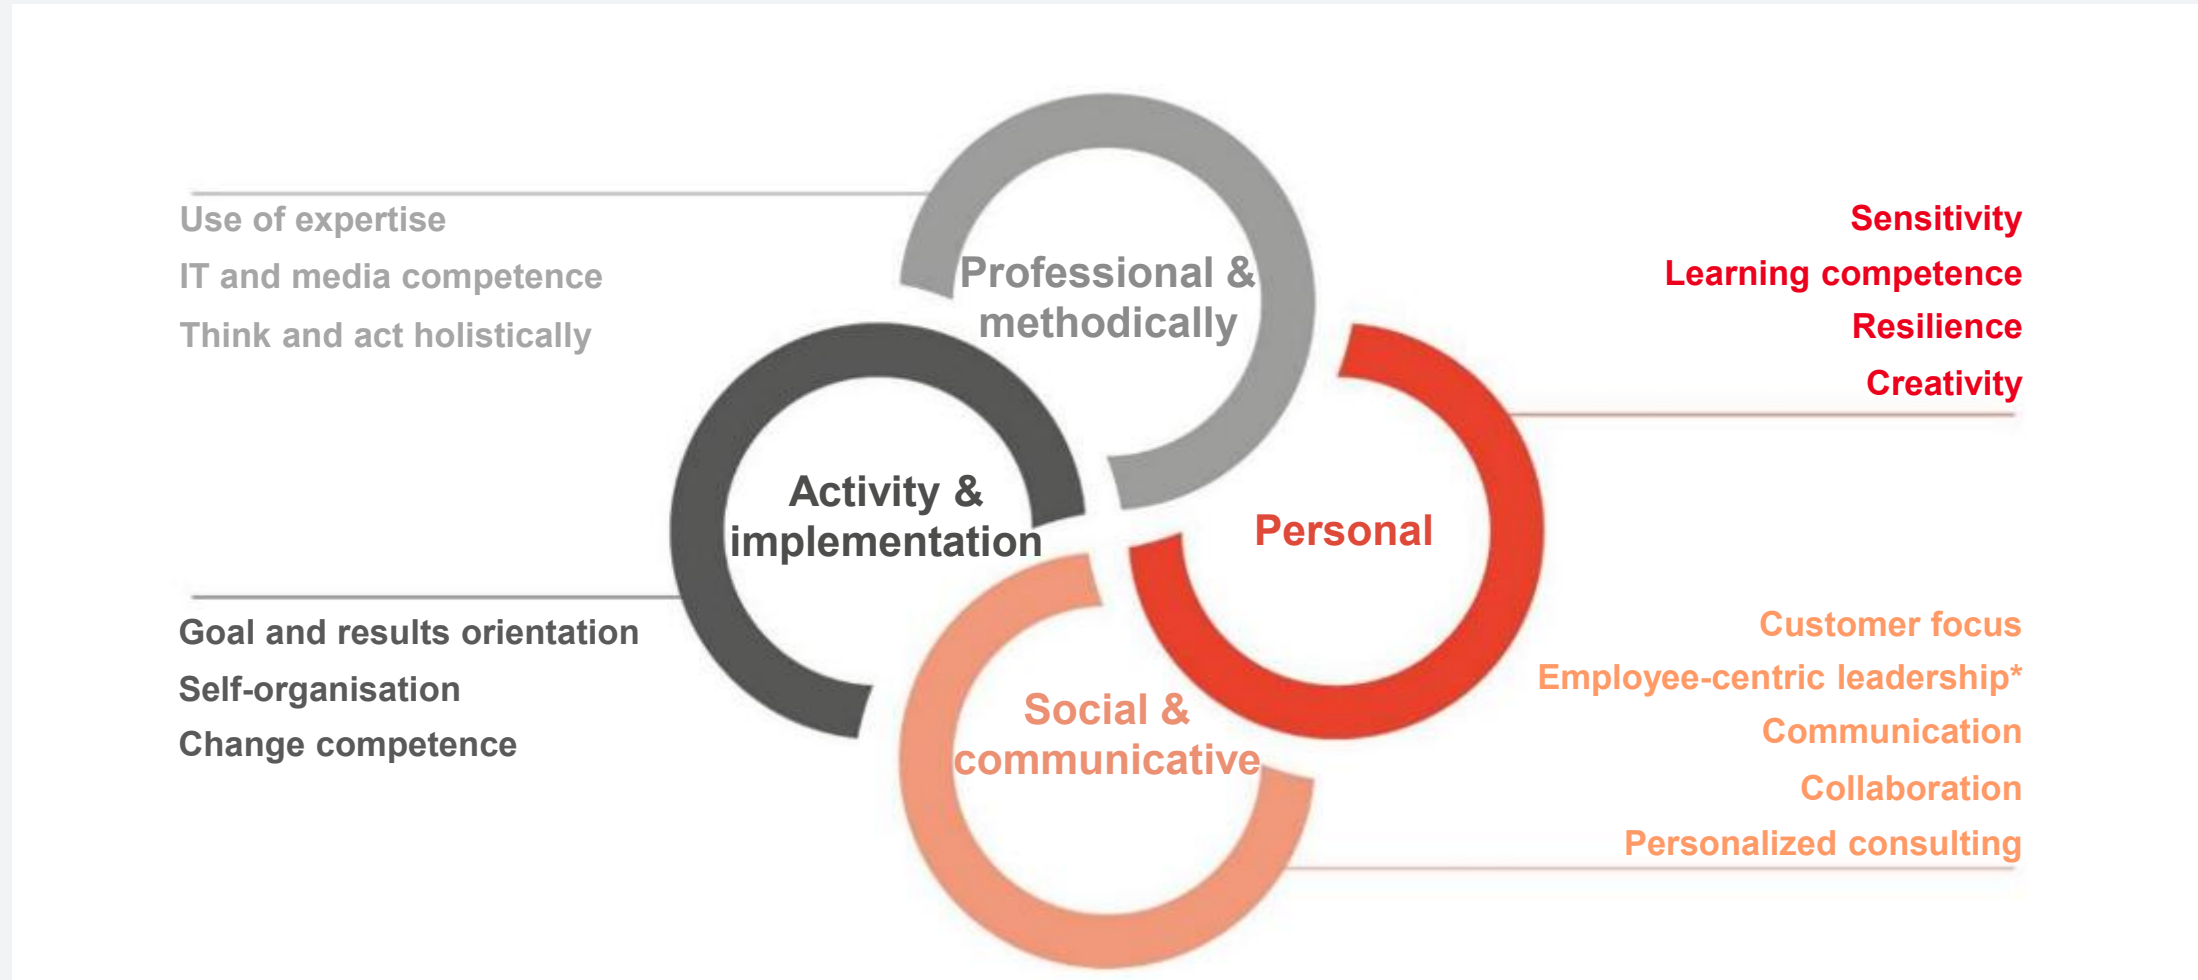 Use of expertise
IT and media competence
Think and act holistically
Professional &
methodically
Sensitivity
Learning competence
Resilience
Creativity
Activity &
implementation
Personal
Goal and results orientation
Self-organisation
Change competence
Social &
communicative
Customer focus
Employee-centric leadership*
Communication
Collaboration
Personalized consulting